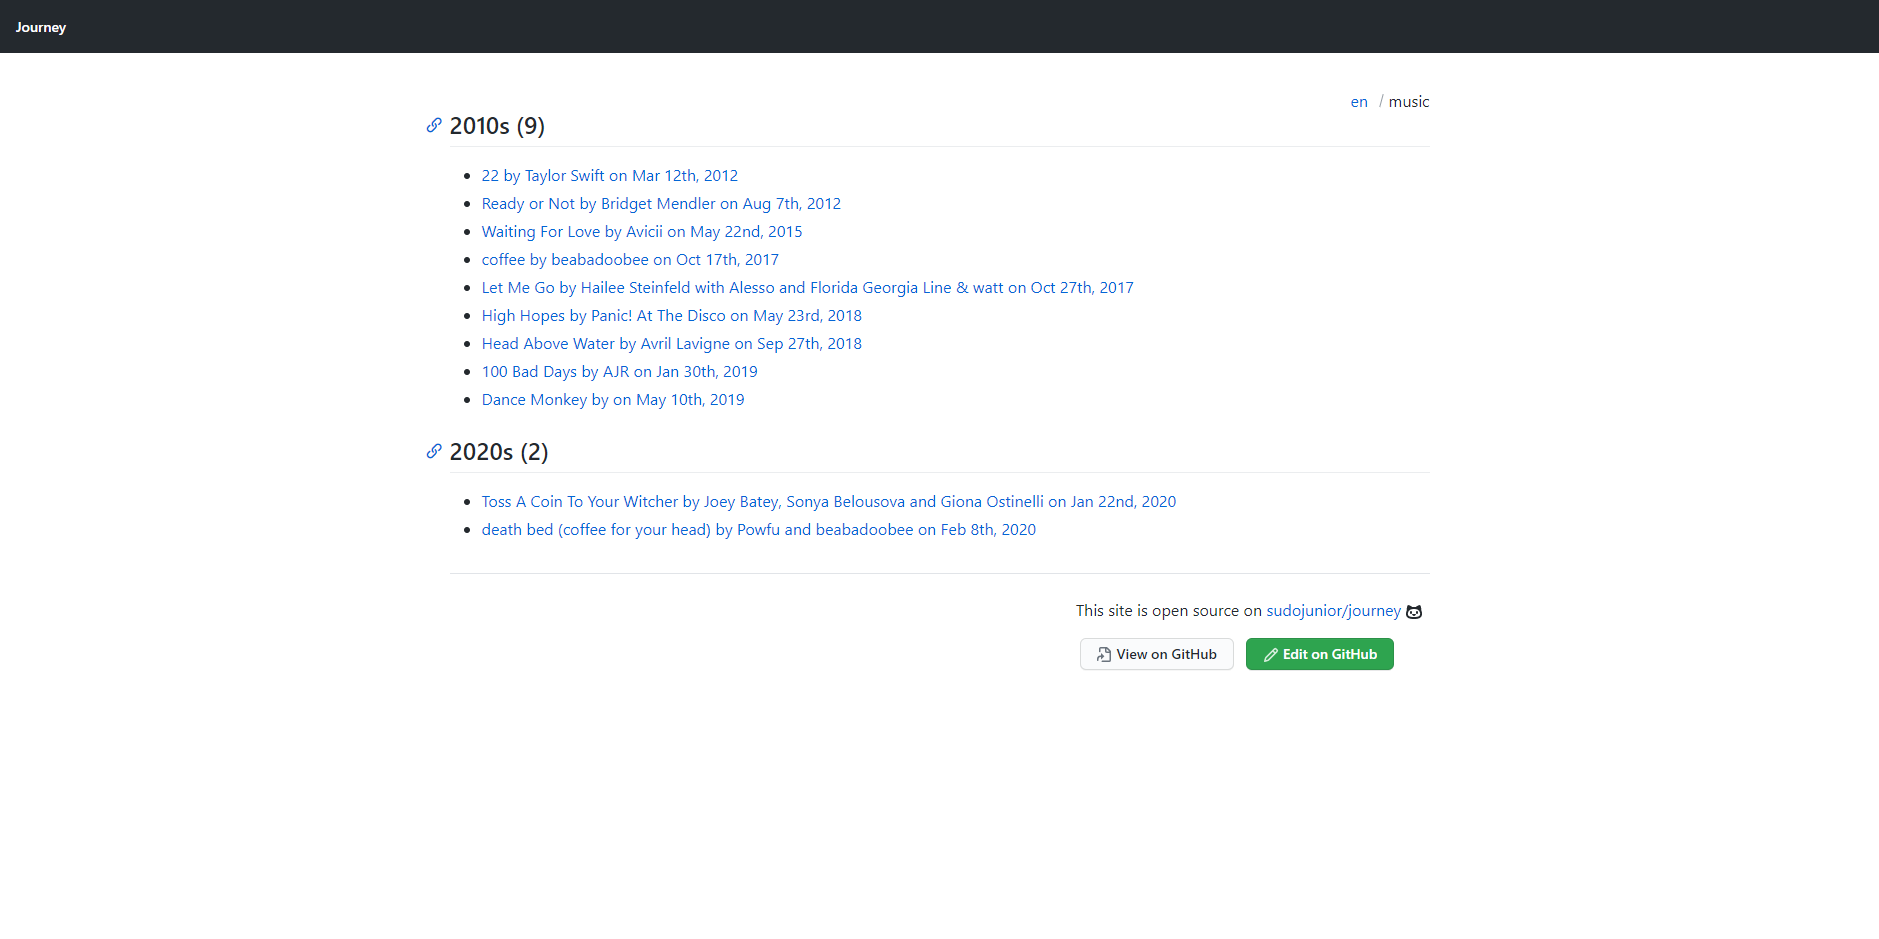 Journey
en / music
2010s (9)
22 by Taylor Swift on Mar 12th, 2012
Ready or Not by Bridget Mendler on Aug 7th, 2012
Waiting For Love by Avicii on May 22nd, 2015
coffee by beabadoobee on Oct 17th, 2017
Let Me Go by Hailee Steinfeld with Alesso and Florida Georgia Line & watt on Oct 27th, 2017
High Hopes by Panic! At The Disco on May 23rd, 2018
Head Above Water by Avril Lavigne on Sep 27th, 2018
100 Bad Days by AJR on Jan 30th, 2019
Dance Monkey by on May 10th, 2019
2020s (2)
Toss A Coin To Your Witcher by Joey Batey, Sonya Belousova and Giona Ostinelli on Jan 22nd, 2020
death bed (coffee for your head) by Powfu and beabadoobee on Feb 8th, 2020
This site is open source on sudojunior/journey
View on GitHub Edit on GitHub